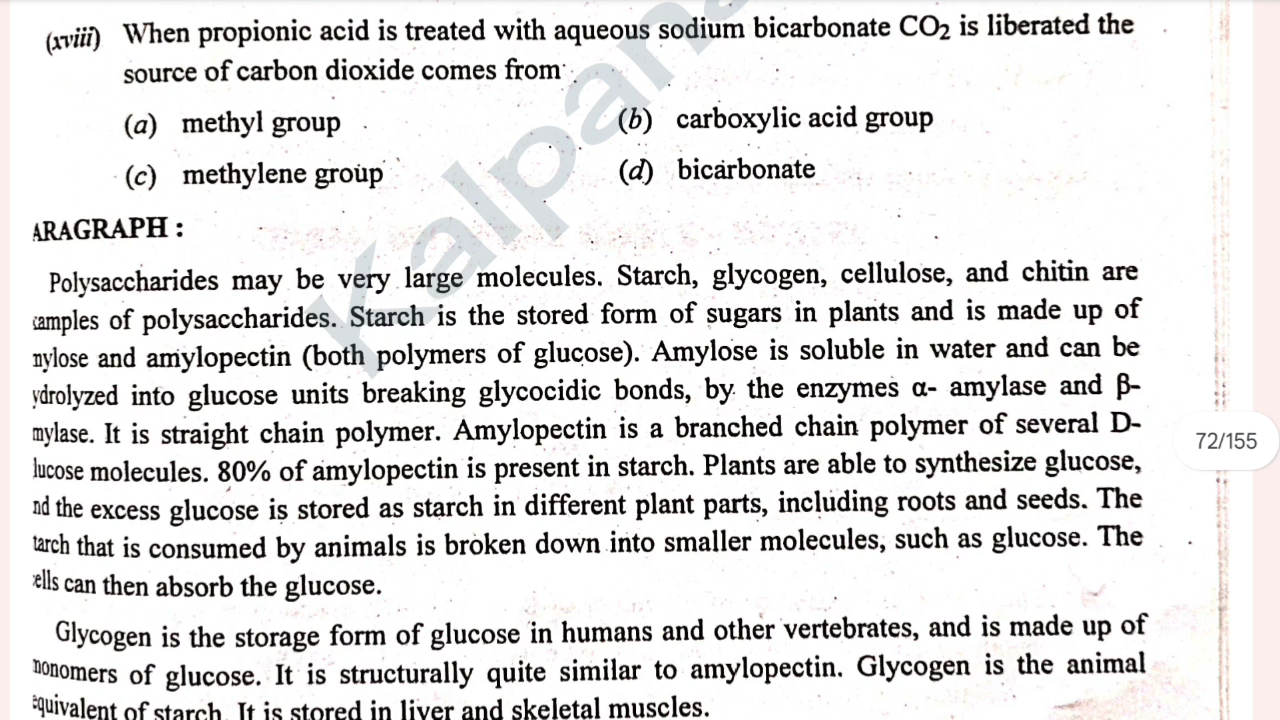 (xviii) When propionic acid is treated with aqueous sodium bicarbonate CO₂ is liberated the
source of carbon dioxide comes from
(a) methyl group (b) carboxylic acid group
(c) methylene group (d) bicarbonate
ARAGRAPH :
Polysaccharides may be very large molecules. Starch, glycogen, cellulose, and chitin are
amples of polysaccharides. Starch is the stored form of sugars in plants and is made up of
mylose and amylopectin (both polymers of glucose). Amylose is soluble in water and can be
ydrolyzed into glucose units breaking glycocidic bonds, by the enzymes α- amylase and β-
mylase. It is straight chain polymer. Amylopectin is a branched chain polymer of several D-
lucose molecules. 80% of amylopectin is present in starch. Plants are able to synthesize glucose,
nd the excess glucose is stored as starch in different plant parts, including roots and seeds. The
tarch that is consumed by animals is broken down into smaller molecules, such as glucose. The
ells can then absorb the glucose.
Glycogen is the storage form of glucose in humans and other vertebrates, and is made up of
monomers of glucose. It is structurally quite similar to amylopectin. Glycogen is the animal
equivalent of starch. It is stored in liver and skeletal muscles.
Kalpana
72/155